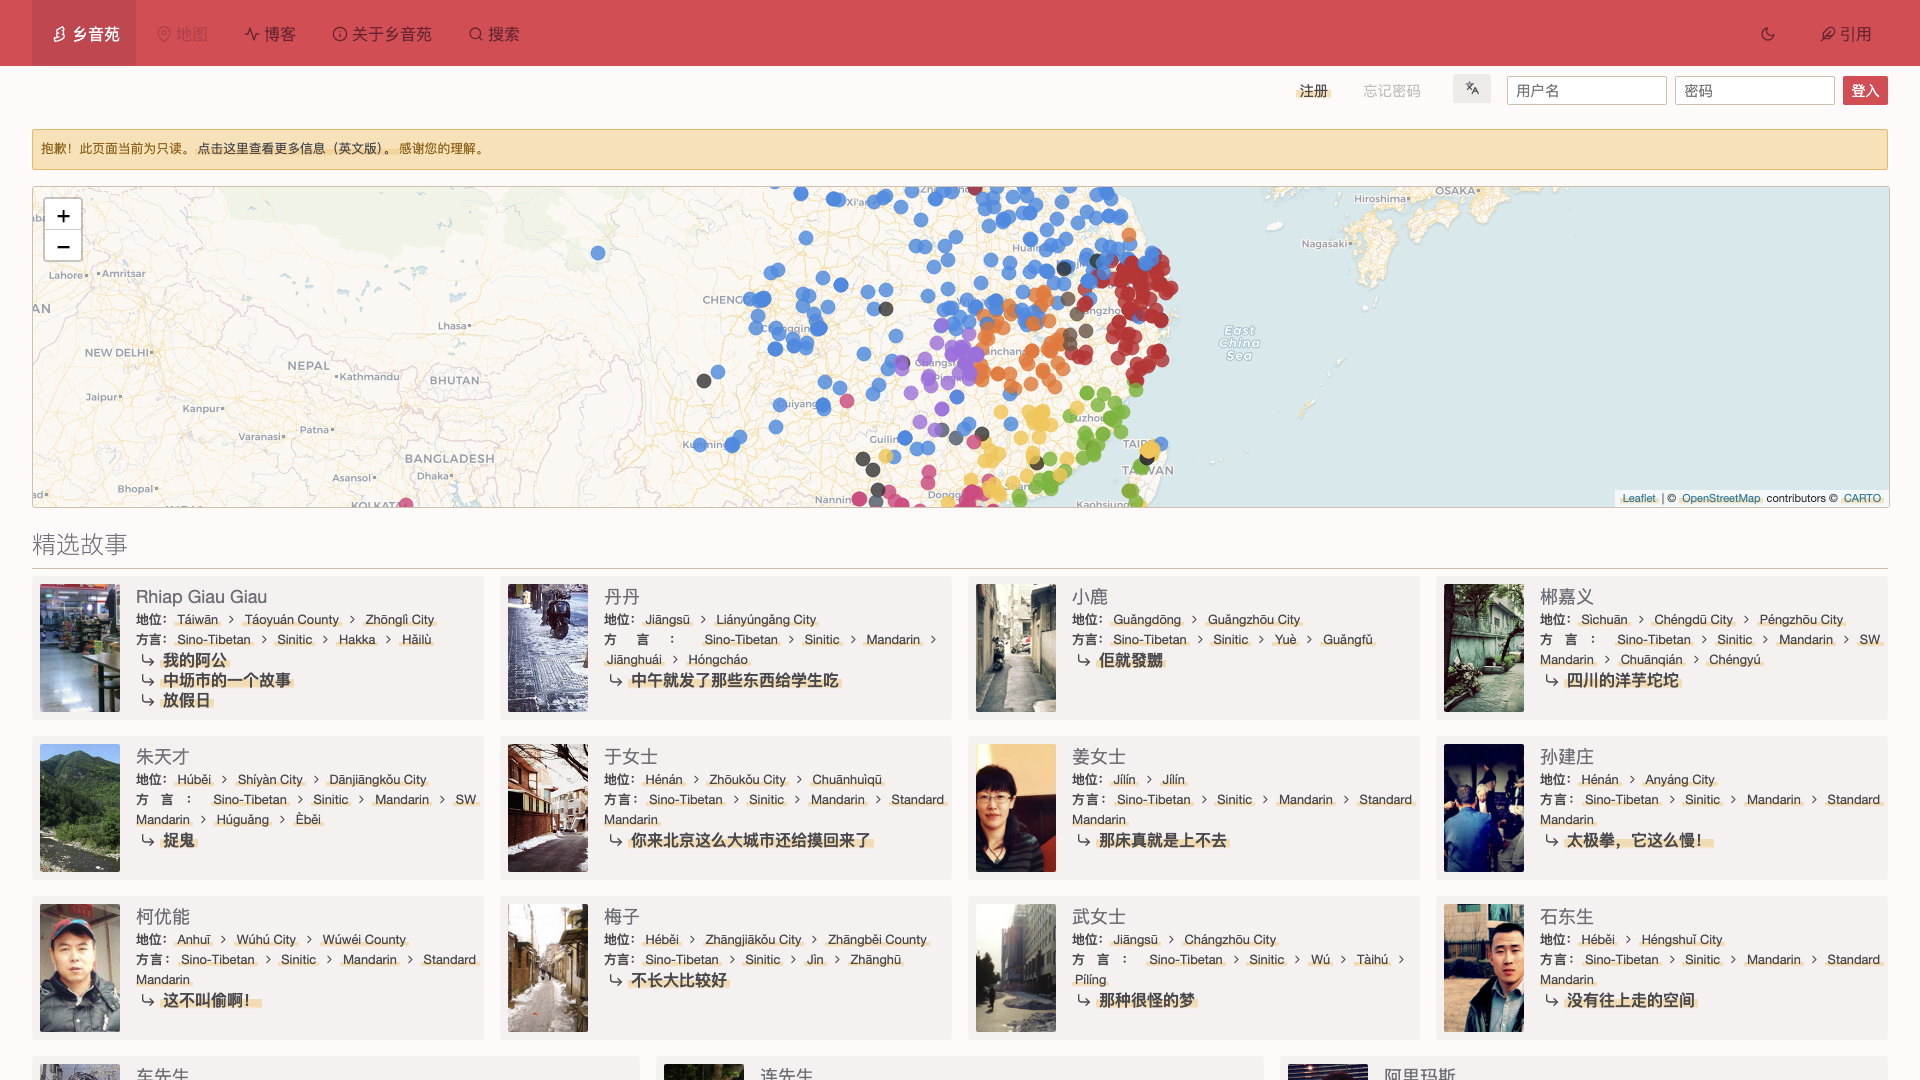 乡音苑 地图 博客 关于乡音苑 搜索 引用
注册 忘记密码 用户名 密码 登入
抱歉！此页面当前为只读。 点击这里查看更多信息（英文版）。 感谢您的理解。
+
−
Xi'an
OSAKA
Hiroshima
Nagasaki
Lahore Amritsar
CHENG
Chongqing
Lhasa
East
China
Sea
NEW DELHI
NEPAL
Kathmandu
BHUTAN
Jaipur
Kanpur
Guiyang
Patna
Varanasi
Guilin
BANGLADESH
Dhaka
Asansol
Bhopal
KOLKATA
Nanning
Kaohsiung
Leaflet | © OpenStreetMap contributors © CARTO
精选故事
Rhiap Giau Giau
地位： Táiwān > Táoyuán County > Zhōnglì City
方言： Sino-Tibetan > Sinitic > Hakka > Hǎilù
我的阿公
中坜市的一个故事
放假日
丹丹
地位： Jiāngsū > Liányúngǎng City
方言： Sino-Tibetan > Sinitic > Mandarin >
Jiānghuái > Hóngcháo
中午就发了那些东西给学生吃
小鹿
地位： Guǎngdōng > Guǎngzhōu City
方言： Sino-Tibetan > Sinitic > Yuè > Guǎngfǔ
佢就發嬲
郴嘉义
地位： Sìchuān > Chéngdū City > Péngzhōu City
方言： Sino-Tibetan > Sinitic > Mandarin > SW
Mandarin > Chuānqián > Chéngyú
四川的洋芋坨坨
朱天才
地位： Húběi > Shíyàn City > Dānjiāngkǒu City
方言： Sino-Tibetan > Sinitic > Mandarin > SW
Mandarin > Húguǎng > Èběi
捉鬼
于女士
地位： Hénán > Zhōukǒu City > Chuānhuìqū
方言： Sino-Tibetan > Sinitic > Mandarin > Standard
Mandarin
你来北京这么大城市还给摸回来了
姜女士
地位： Jílín > Jílín
方言： Sino-Tibetan > Sinitic > Mandarin > Standard
Mandarin
那床真就是上不去
孙建庄
地位： Hénán > Anyáng City
方言： Sino-Tibetan > Sinitic > Mandarin > Standard
Mandarin
太极拳，它这么慢！
柯优能
地位： Anhuī > Wúhú City > Wúwéi County
方言： Sino-Tibetan > Sinitic > Mandarin > Standard
Mandarin
这不叫偷啊！
梅子
地位： Héběi > Zhāngjiākǒu City > Zhāngběi County
方言： Sino-Tibetan > Sinitic > Jìn > Zhānghū
不长大比较好
武女士
地位： Jiāngsū > Chángzhōu City
方言： Sino-Tibetan > Sinitic > Wú > Tàihú >
Pílíng
那种很怪的梦
石东生
地位： Héběi > Héngshuǐ City
方言： Sino-Tibetan > Sinitic > Mandarin > Standard
Mandarin
没有往上走的空间
车先生
连先生
阿里玛斯